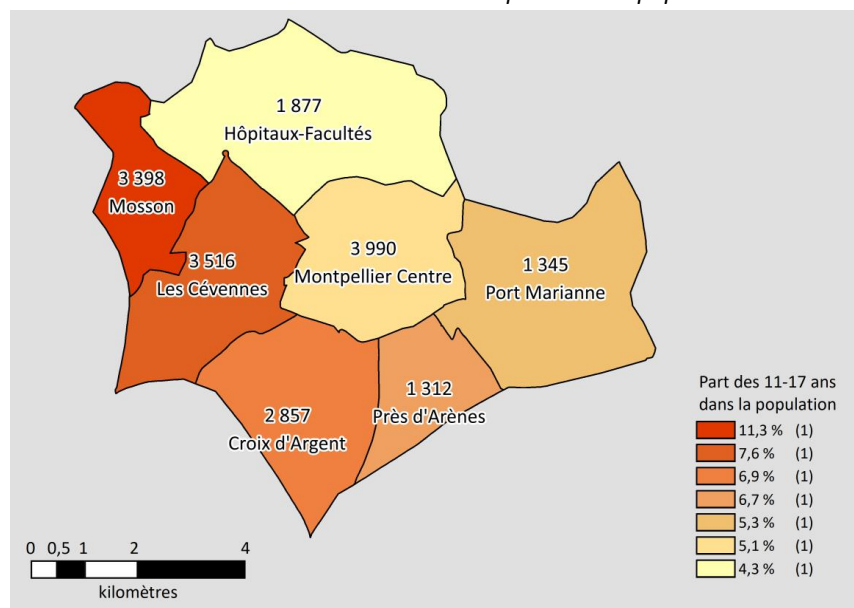 1 877
Hôpitaux-Facultés
3 398
Mosson
3 516
Les Cévennes
3 990
Montpellier Centre
1 345
Port Marianne
1 312
Près d'Arènes
2 857
Croix d'Argent
Part des 11-17 ans
dans la population
11,3 % (1)
7,6 % (1)
6,9 % (1)
6,7 % (1)
5,3 % (1)
5,1 % (1)
4,3 % (1)
0 0,5 1 2 4
kilomètres